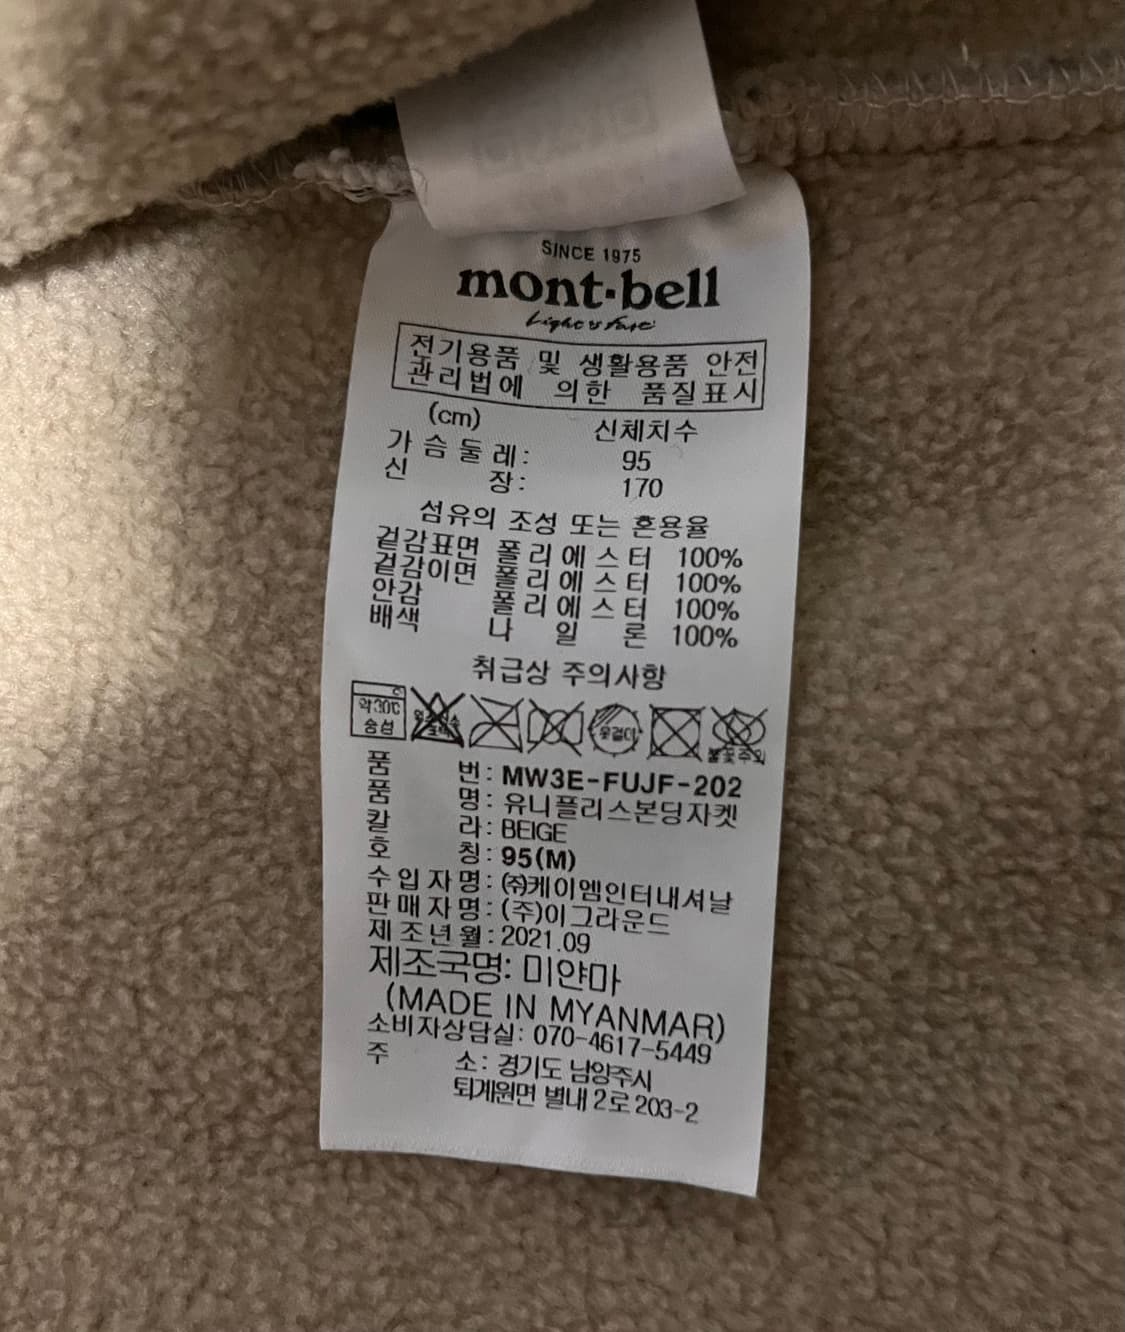 SINCE 1975
mont·bell
Light & Fast
전기용품 및 생활용품 안전
관리법에 의한 품질표시
(cm) 신체치수
가슴둘레: 95
신 장: 170
섬유의 조성 또는 혼용율
겉감표면 폴리에스터 100%
겉감이면 폴리에스터 100%
안감 폴리에스터 100%
배색 나일론 100%
취급상 주의사항
약30℃
중성
옷걸이
불꽃주의
품 번: MW3E-FUJF-202
품 명: 유니플리스본딩자켓
칼 라: BEIGE
호 칭: 95(M)
수입자명: ㈜케이엠인터내셔날
판매자명: (주)이그라운드
제조년월: 2021.09
제조국명: 미얀마
(MADE IN MYANMAR)
소비자상담실: 070-4617-5449
주 소: 경기도 남양주시
퇴계원면 별내2로 203-2